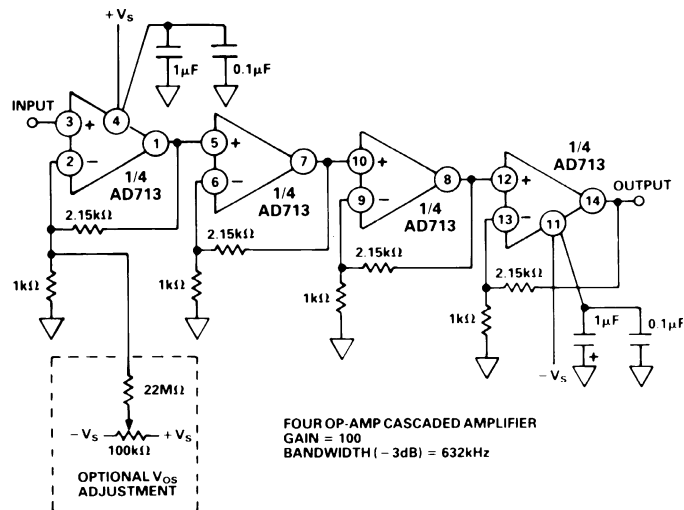 +VS
1µF
0.1µF
INPUT
3
+
4
2
−
1
1/4
AD713
5
+
6
−
7
1/4
AD713
10
+
9
−
8
1/4
AD713
12
+
13
−
14
11
1/4
AD713
OUTPUT
2.15kΩ
1kΩ
2.15kΩ
1kΩ
2.15kΩ
1kΩ
2.15kΩ
1kΩ
1µF
+
0.1µF
−VS
22MΩ
−VS
+VS
100kΩ
OPTIONAL VOS
ADJUSTMENT
FOUR OP-AMP CASCADED AMPLIFIER
GAIN = 100
BANDWIDTH (−3dB) = 632kHz